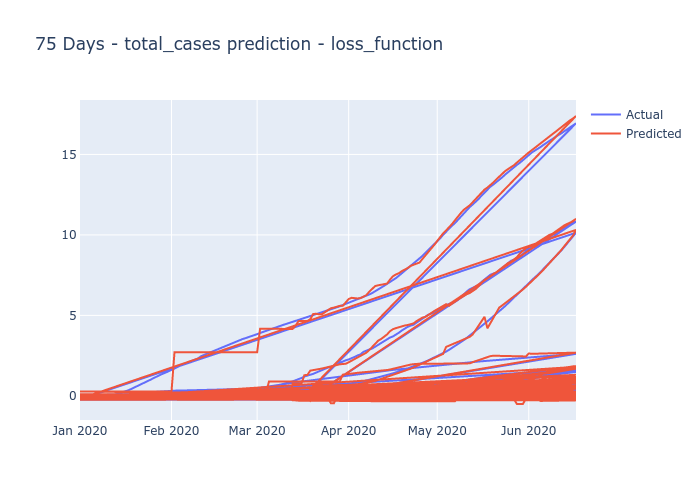 75 Days - total_cases prediction - loss_function
Actual
Predicted
15
10
5
0
Jan 2020
Feb 2020
Mar 2020
Apr 2020
May 2020
Jun 2020